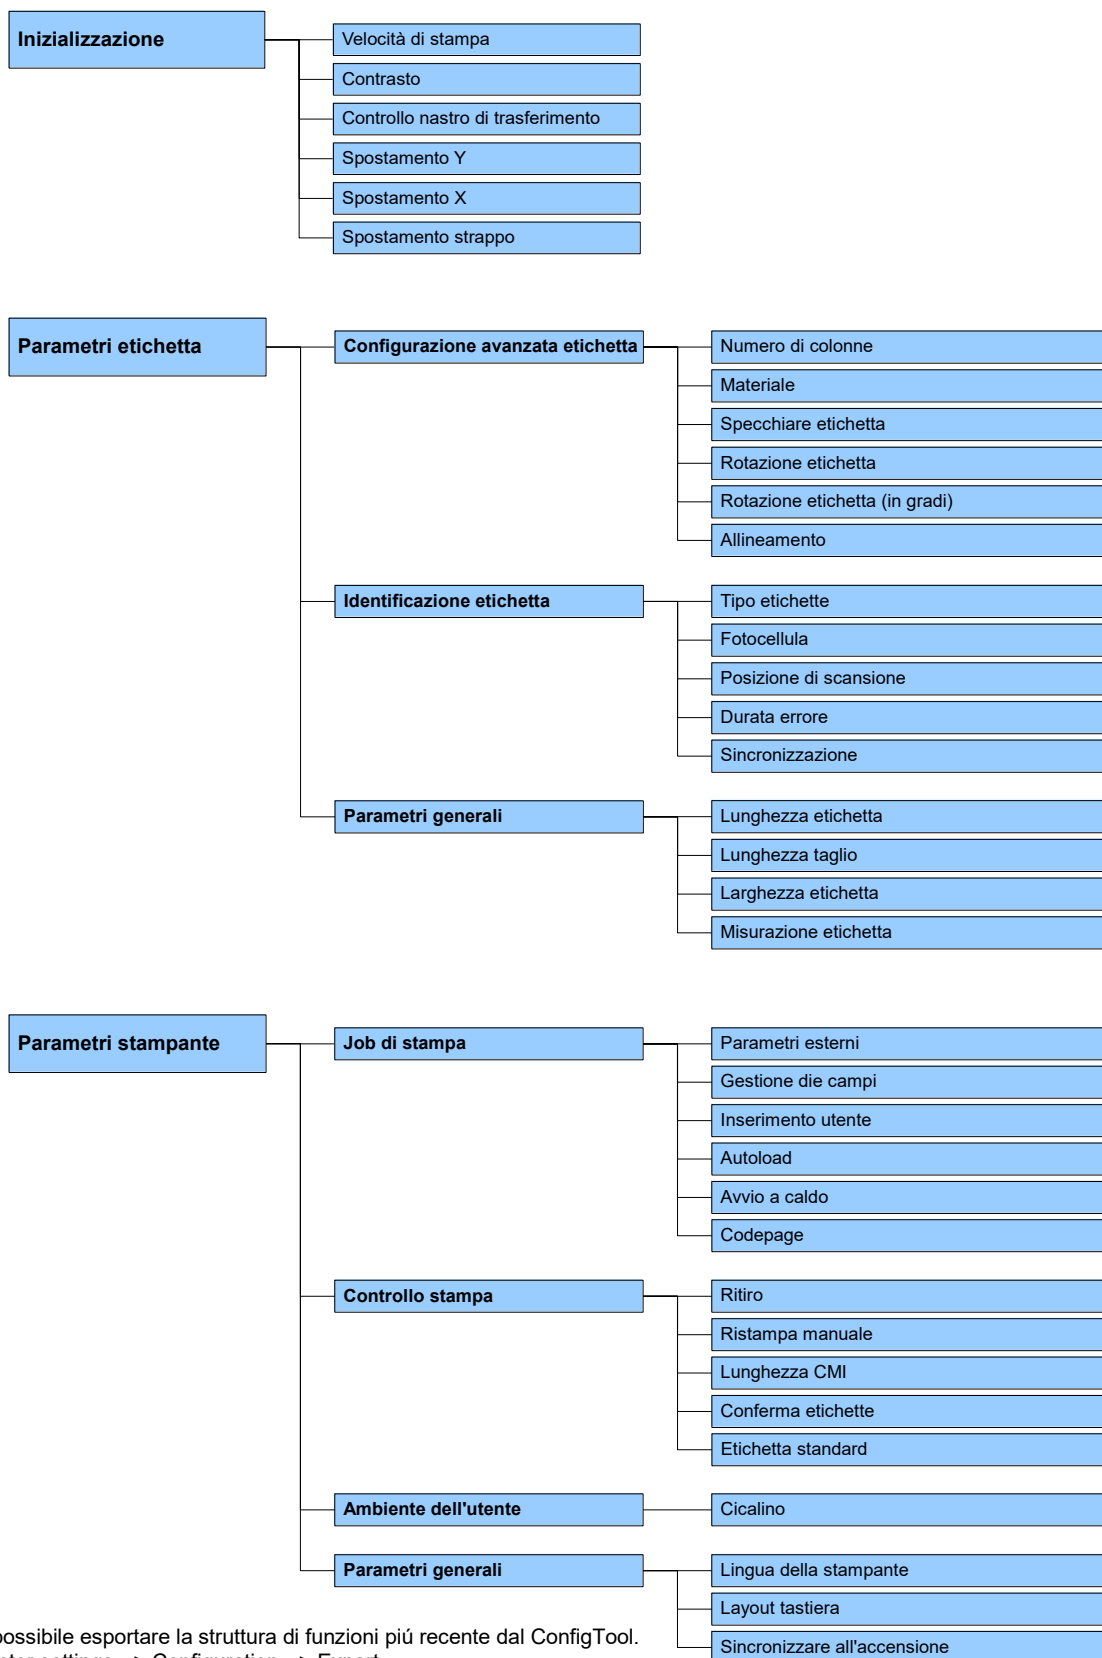 Inizializzazione
Velocità di stampa
Contrasto
Controllo nastro di trasferimento
Spostamento Y
Spostamento X
Spostamento strappo
Parametri etichetta
Configurazione avanzata etichetta
Numero di colonne
Materiale
Specchiare etichetta
Rotazione etichetta
Rotazione etichetta (in gradi)
Allineamento
Identificazione etichetta
Tipo etichette
Fotocellula
Posizione di scansione
Durata errore
Sincronizzazione
Parametri generali
Lunghezza etichetta
Lunghezza taglio
Larghezza etichetta
Misurazione etichetta
Parametri stampante
Job di stampa
Parametri esterni
Gestione die campi
Inserimento utente
Autoload
Avvio a caldo
Codepage
Controllo stampa
Ritiro
Ristampa manuale
Lunghezza CMI
Conferma etichette
Etichetta standard
Ambiente dell'utente
Cicalino
Parametri generali
Lingua della stampante
Layout tastiera
Sincronizzare all'accensione
possibile esportare la struttura di funzioni piú recente dal ConfigTool.